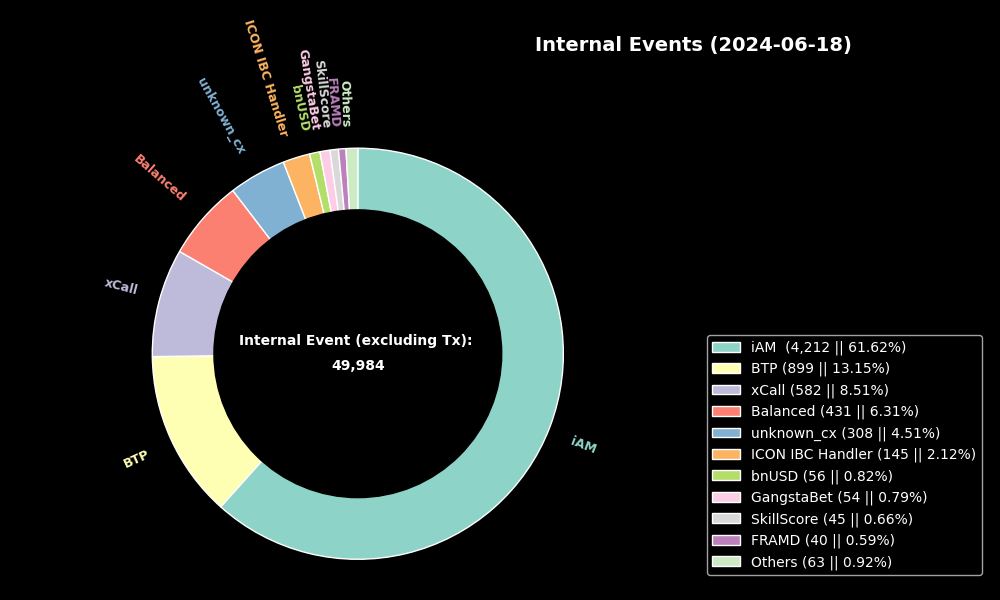 Internal Events (2024-06-18)
ICON IBC Handler
GangstaBet
SkillScore
FRAMD
Others
bnUSD
unknown_cx
Balanced
xCall
BTP
iAM
Internal Event (excluding Tx):
49,984
iAM  (4,212 || 61.62%)
BTP (899 || 13.15%)
xCall (582 || 8.51%)
Balanced (431 || 6.31%)
unknown_cx (308 || 4.51%)
ICON IBC Handler (145 || 2.12%)
bnUSD (56 || 0.82%)
GangstaBet (54 || 0.79%)
SkillScore (45 || 0.66%)
FRAMD (40 || 0.59%)
Others (63 || 0.92%)